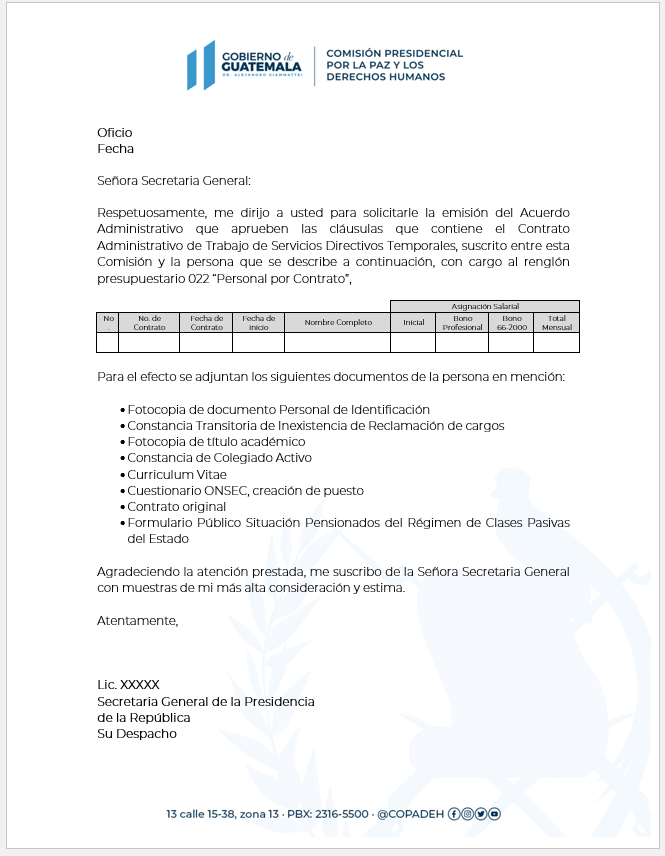 GOBIERNO de
GUATEMALA
DR. ALEJANDRO GIAMMATTEI
COMISIÓN PRESIDENCIAL
POR LA PAZ Y LOS
DERECHOS HUMANOS
Oficio
Fecha
Señora Secretaria General:
Respetuosamente, me dirijo a usted para solicitarle la emisión del Acuerdo
Administrativo que aprueben las cláusulas que contiene el Contrato
Administrativo de Trabajo de Servicios Directivos Temporales, suscrito entre esta
Comisión y la persona que se describe a continuación, con cargo al renglón
presupuestario 022 “Personal por Contrato”,
Asignación Salarial
No. No. de Contrato Fecha de Contrato Fecha de inicio Nombre Completo Inicial Bono Profesional Bono 66-2000 Total Mensual
Para el efecto se adjuntan los siguientes documentos de la persona en mención:
• Fotocopia de documento Personal de Identificación
• Constancia Transitoria de Inexistencia de Reclamación de cargos
• Fotocopia de título académico
• Constancia de Colegiado Activo
• Curriculum Vitae
• Cuestionario ONSEC, creación de puesto
• Contrato original
• Formulario Público Situación Pensionados del Régimen de Clases Pasivas
del Estado
Agradeciendo la atención prestada, me suscribo de la Señora Secretaria General
con muestras de mi más alta consideración y estima.
Atentamente,
Lic. XXXXX
Secretaria General de la Presidencia
de la República
Su Despacho
13 calle 15-38, zona 13 · PBX: 2316-5500 · @COPADEH